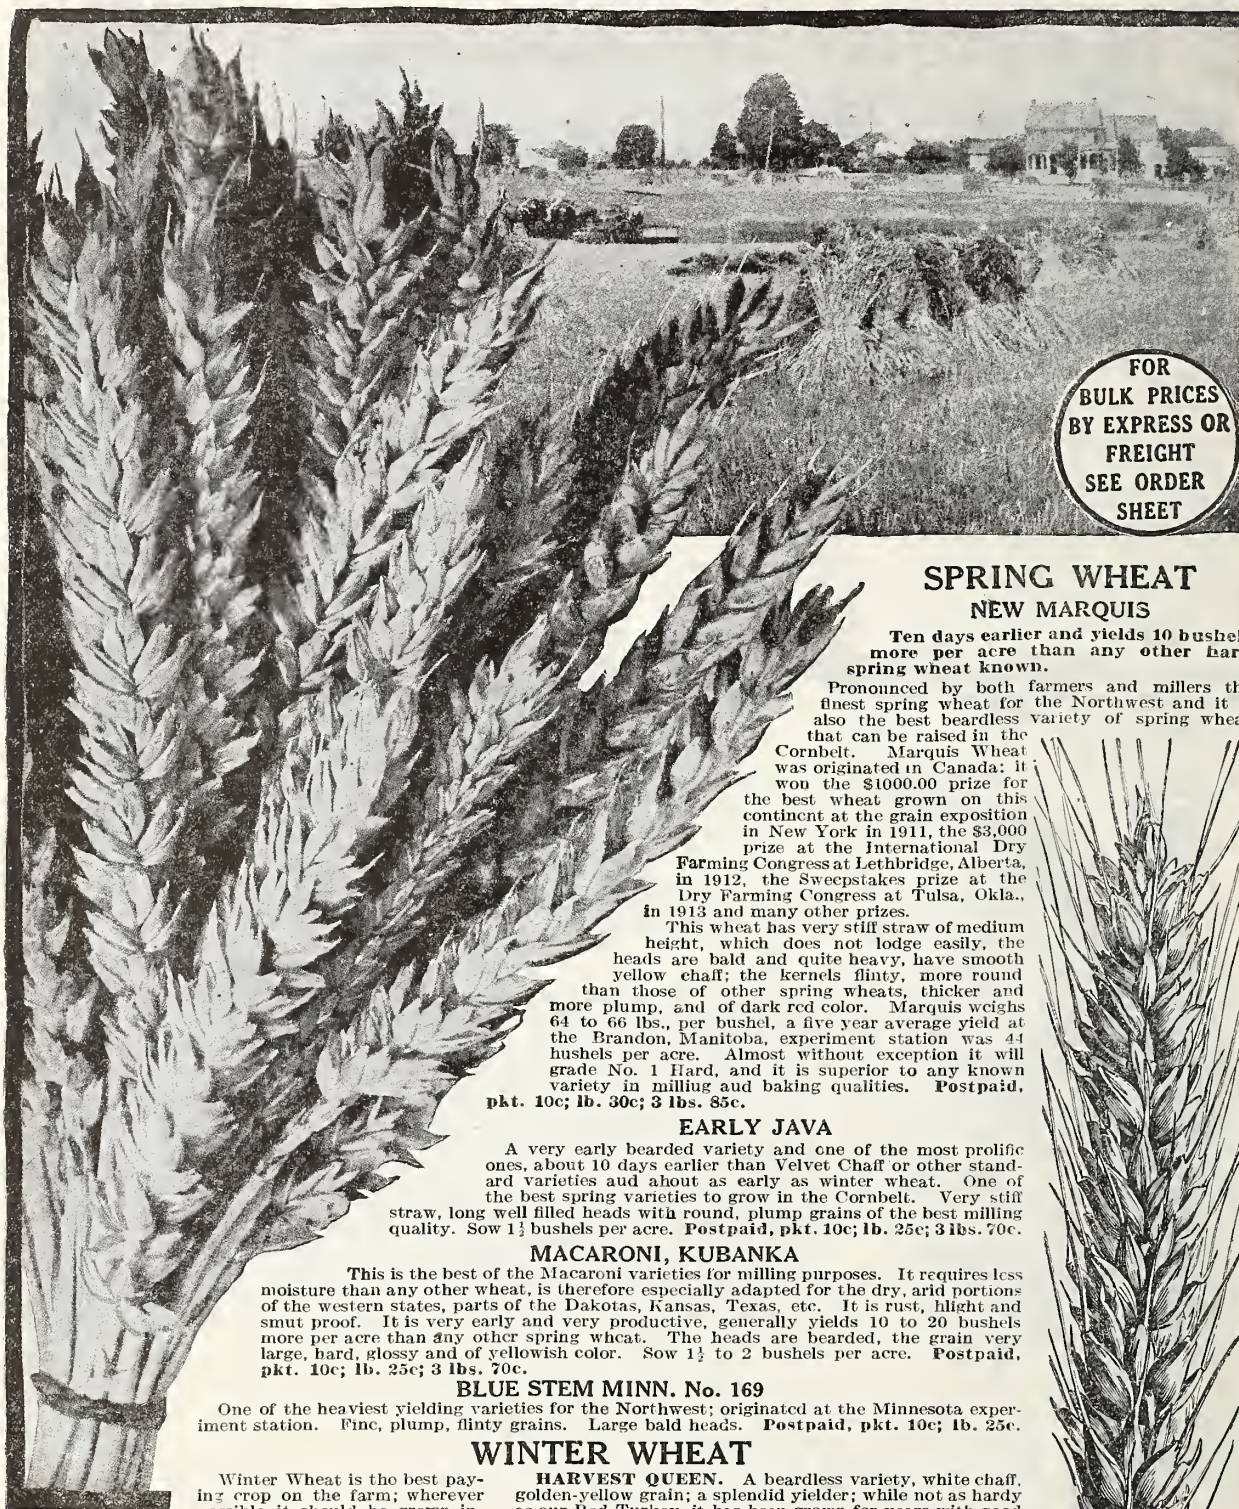 FOR
BULK PRICES
BY EXPRESS OR
FREIGHT
SEE ORDER
SHEET
SPRING WHEAT
NEW MARQUIS
Ten days earlier and yields 10 bushel
more per acre than any other har
spring wheat known.
Pronounced by both farmers and millers th
finest spring wheat for the Northwest and it
also the best beardless variety of spring whea
that can be raised in the
Cornbelt. Marquis Wheat
was originated in Canada: it
won the $1000.00 prize for
the best wheat grown on this
continent at the grain exposition
in New York in 1911, the $3,000
prize at the International Dry
Farming Congress at Lethbridge, Alberta,
in 1912, the Sweepstakes prize at the
Dry Farming Congress at Tulsa, Okla.,
in 1913 and many other prizes.
This wheat has very stiff straw of medium
height, which does not lodge easily, the
heads are bald and quite heavy, have smooth
yellow chaff; the kernels flinty, more round
than those of other spring wheats, thicker and
more plump, and of dark red color. Marquis weighs
64 to 66 lbs., per bushel, a five year average yield at
the Brandon, Manitoba, experiment station was 44
hushels per acre. Almost without exception it will
grade No. 1 Hard, and it is superior to any known
variety in milliug aud baking qualities. Postpaid,
pkt. 10c; lb. 30c; 3 lbs. 85c.
EARLY JAVA
A very early bearded variety and one of the most prolific
ones, about 10 days earlier than Velvet Chaff or other stand-
ard varieties aud ahout as early as winter wheat. One of
the best spring varieties to grow in the Cornbelt. Very stiff
straw, long well filled heads with round, plump grains of the best milling
quality. Sow 1½ bushels per acre. Postpaid, pkt. 10c; lb. 25c; 3 lbs. 70c.
MACARONI, KUBANKA
This is the best of the Macaroni varieties for milling purposes. It requires less
moisture than any other wheat, is therefore especially adapted for the dry, arid portions
of the western states, parts of the Dakotas, Kansas, Texas, etc. It is rust, hlight and
smut proof. It is very early and very productive, generally yields 10 to 20 bushels
more per acre than any other spring wheat. The heads are bearded, the grain very
large, hard, glossy and of yellowish color. Sow 1½ to 2 bushels per acre. Postpaid,
pkt. 10c; lb. 25c; 3 lbs. 70c.
BLUE STEM MINN. No. 169
One of the heaviest yielding varieties for the Northwest; originated at the Minnesota exper-
iment station. Fine, plump, flinty grains. Large bald heads. Postpaid, pkt. 10c; lb. 25c.
WINTER WHEAT
Winter Wheat is tho best pay-
ing crop on the farm; wherever
HARVEST QUEEN. A beardless variety, white chaff,
golden-yellow grain; a splendid yielder; while not as hardy